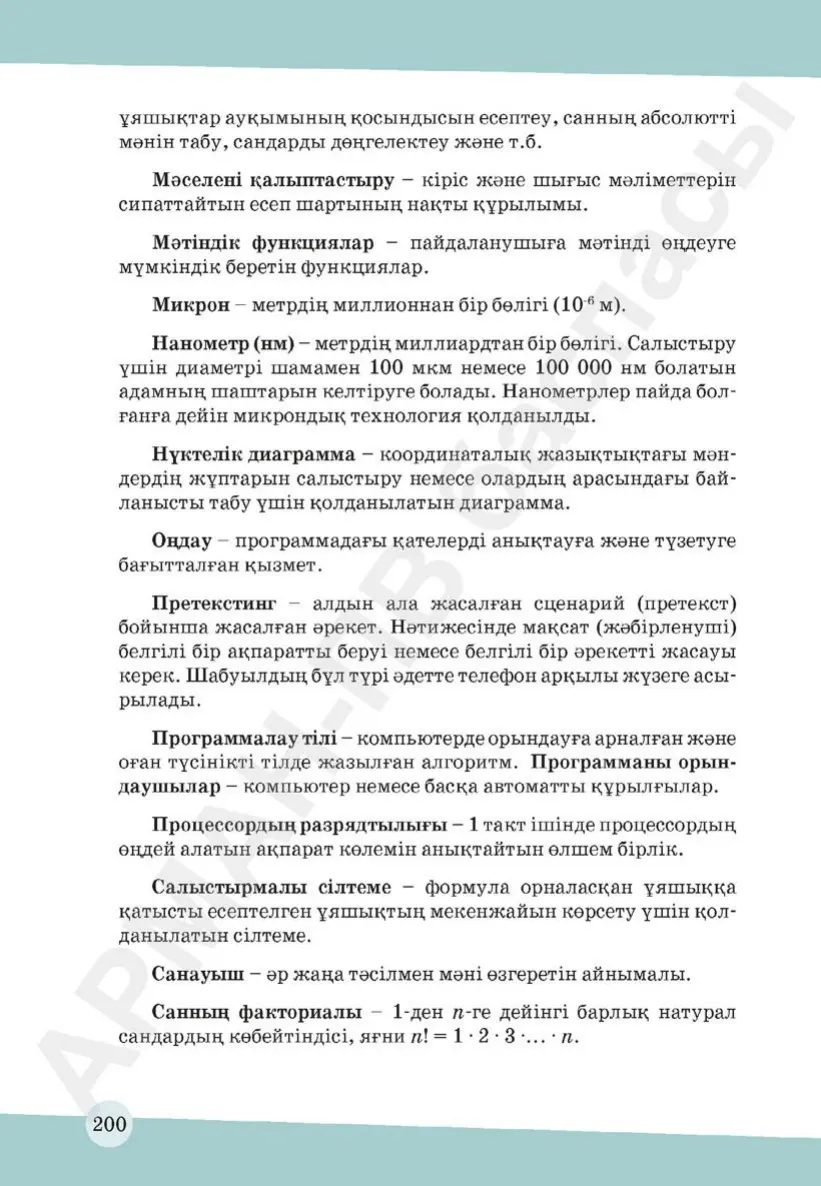 ұяшықтар ауқымының қосындысын есептеу, санның абсолютті
мәнін табу, сандарды дөңгелектеу және т.б.
Мәселені қалыптастыру – кіріс және шығыс мәліметтерін
сипаттайтын есеп шартының нақты құрылымы.
Мәтіндік функциялар – пайдаланушыға мәтінді өңдеуге
мүмкіндік беретін функциялар.
Микрон – метрдің миллионнан бір бөлігі (10⁻⁶ м).
Нанометр (нм) – метрдің миллиардтан бір бөлігі. Салыстыру
үшін диаметрі шамамен 100 мкм немесе 100 000 нм болатын
адамның шаштарын келтіруге болады. Нанометрлер пайда бол-
ғанға дейін микрондық технология қолданылды.
Нүктелік диаграмма – координаталық жазықтықтағы мән-
дердің жұптарын салыстыру немесе олардың арасындағы бай-
ланысты табу үшін қолданылатын диаграмма.
Оңдау – программадағы қателерді анықтауға және түзетуге
бағытталған қызмет.
Претекстинг – алдын ала жасалған сценарий (претекст)
бойынша жасалған әрекет. Нәтижесінде мақсат (жәбірленуші)
белгілі бір ақпаратты беруі немесе белгілі бір әрекетті жасауы
керек. Шабуылдың бұл түрі әдетте телефон арқылы жүзеге асы-
рылады.
Программалау тілі – компьютерде орындауға арналған және
оған түсінікті тілде жазылған алгоритм. Программаны орын-
даушылар – компьютер немесе басқа автоматты құрылғылар.
Процессордың разрядтылығы – 1 такт ішінде процессордың
өңдей алатын ақпарат көлемін анықтайтын өлшем бірлік.
Салыстырмалы сілтеме – формула орналасқан ұяшыққа
қатысты есептелген ұяшықтың мекенжайын көрсету үшін қол-
данылатын сілтеме.
Санауыш – әр жаңа тәсілмен мәні өзгеретін айнымалы.
Санның факториалы – 1-ден n-ге дейінгі барлық натурал
сандардың көбейтіндісі, яғни n! = 1 · 2 · 3 ·... · n.
200
АРМАН-ПВ баспасы